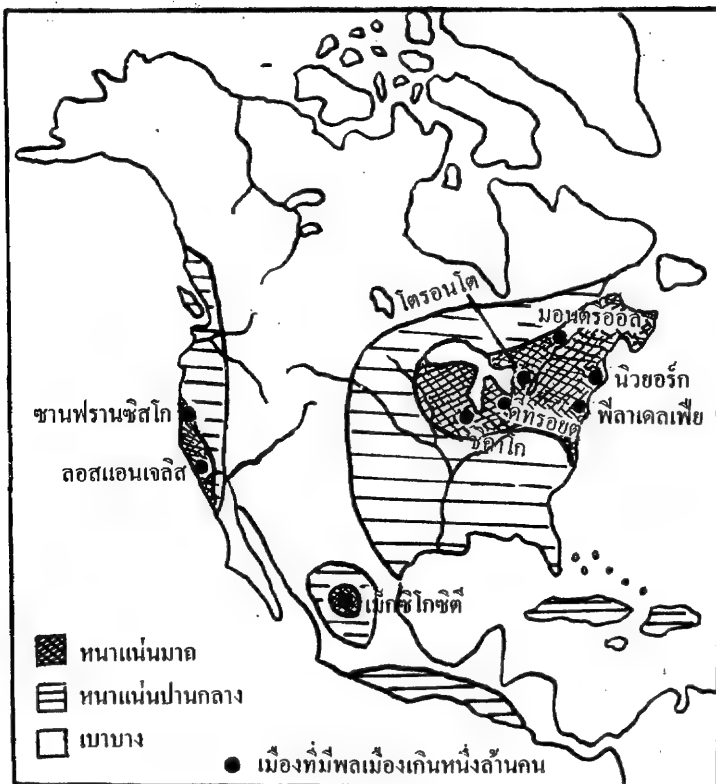 โตรอนโต
มอนตรออล
นิวยอร์ก
พีลาเดลเฟีย
ดีทรอยต์
ชิคาโก
ซานฟรานซิสโก
ลอสแอนเจลิส
เม็กซิโกซิตี
หนาแน่นมาก
หนาแน่นปานกลาง
เบาบาง
เมืองที่มีพลเมืองเกินหนึ่งล้านคน